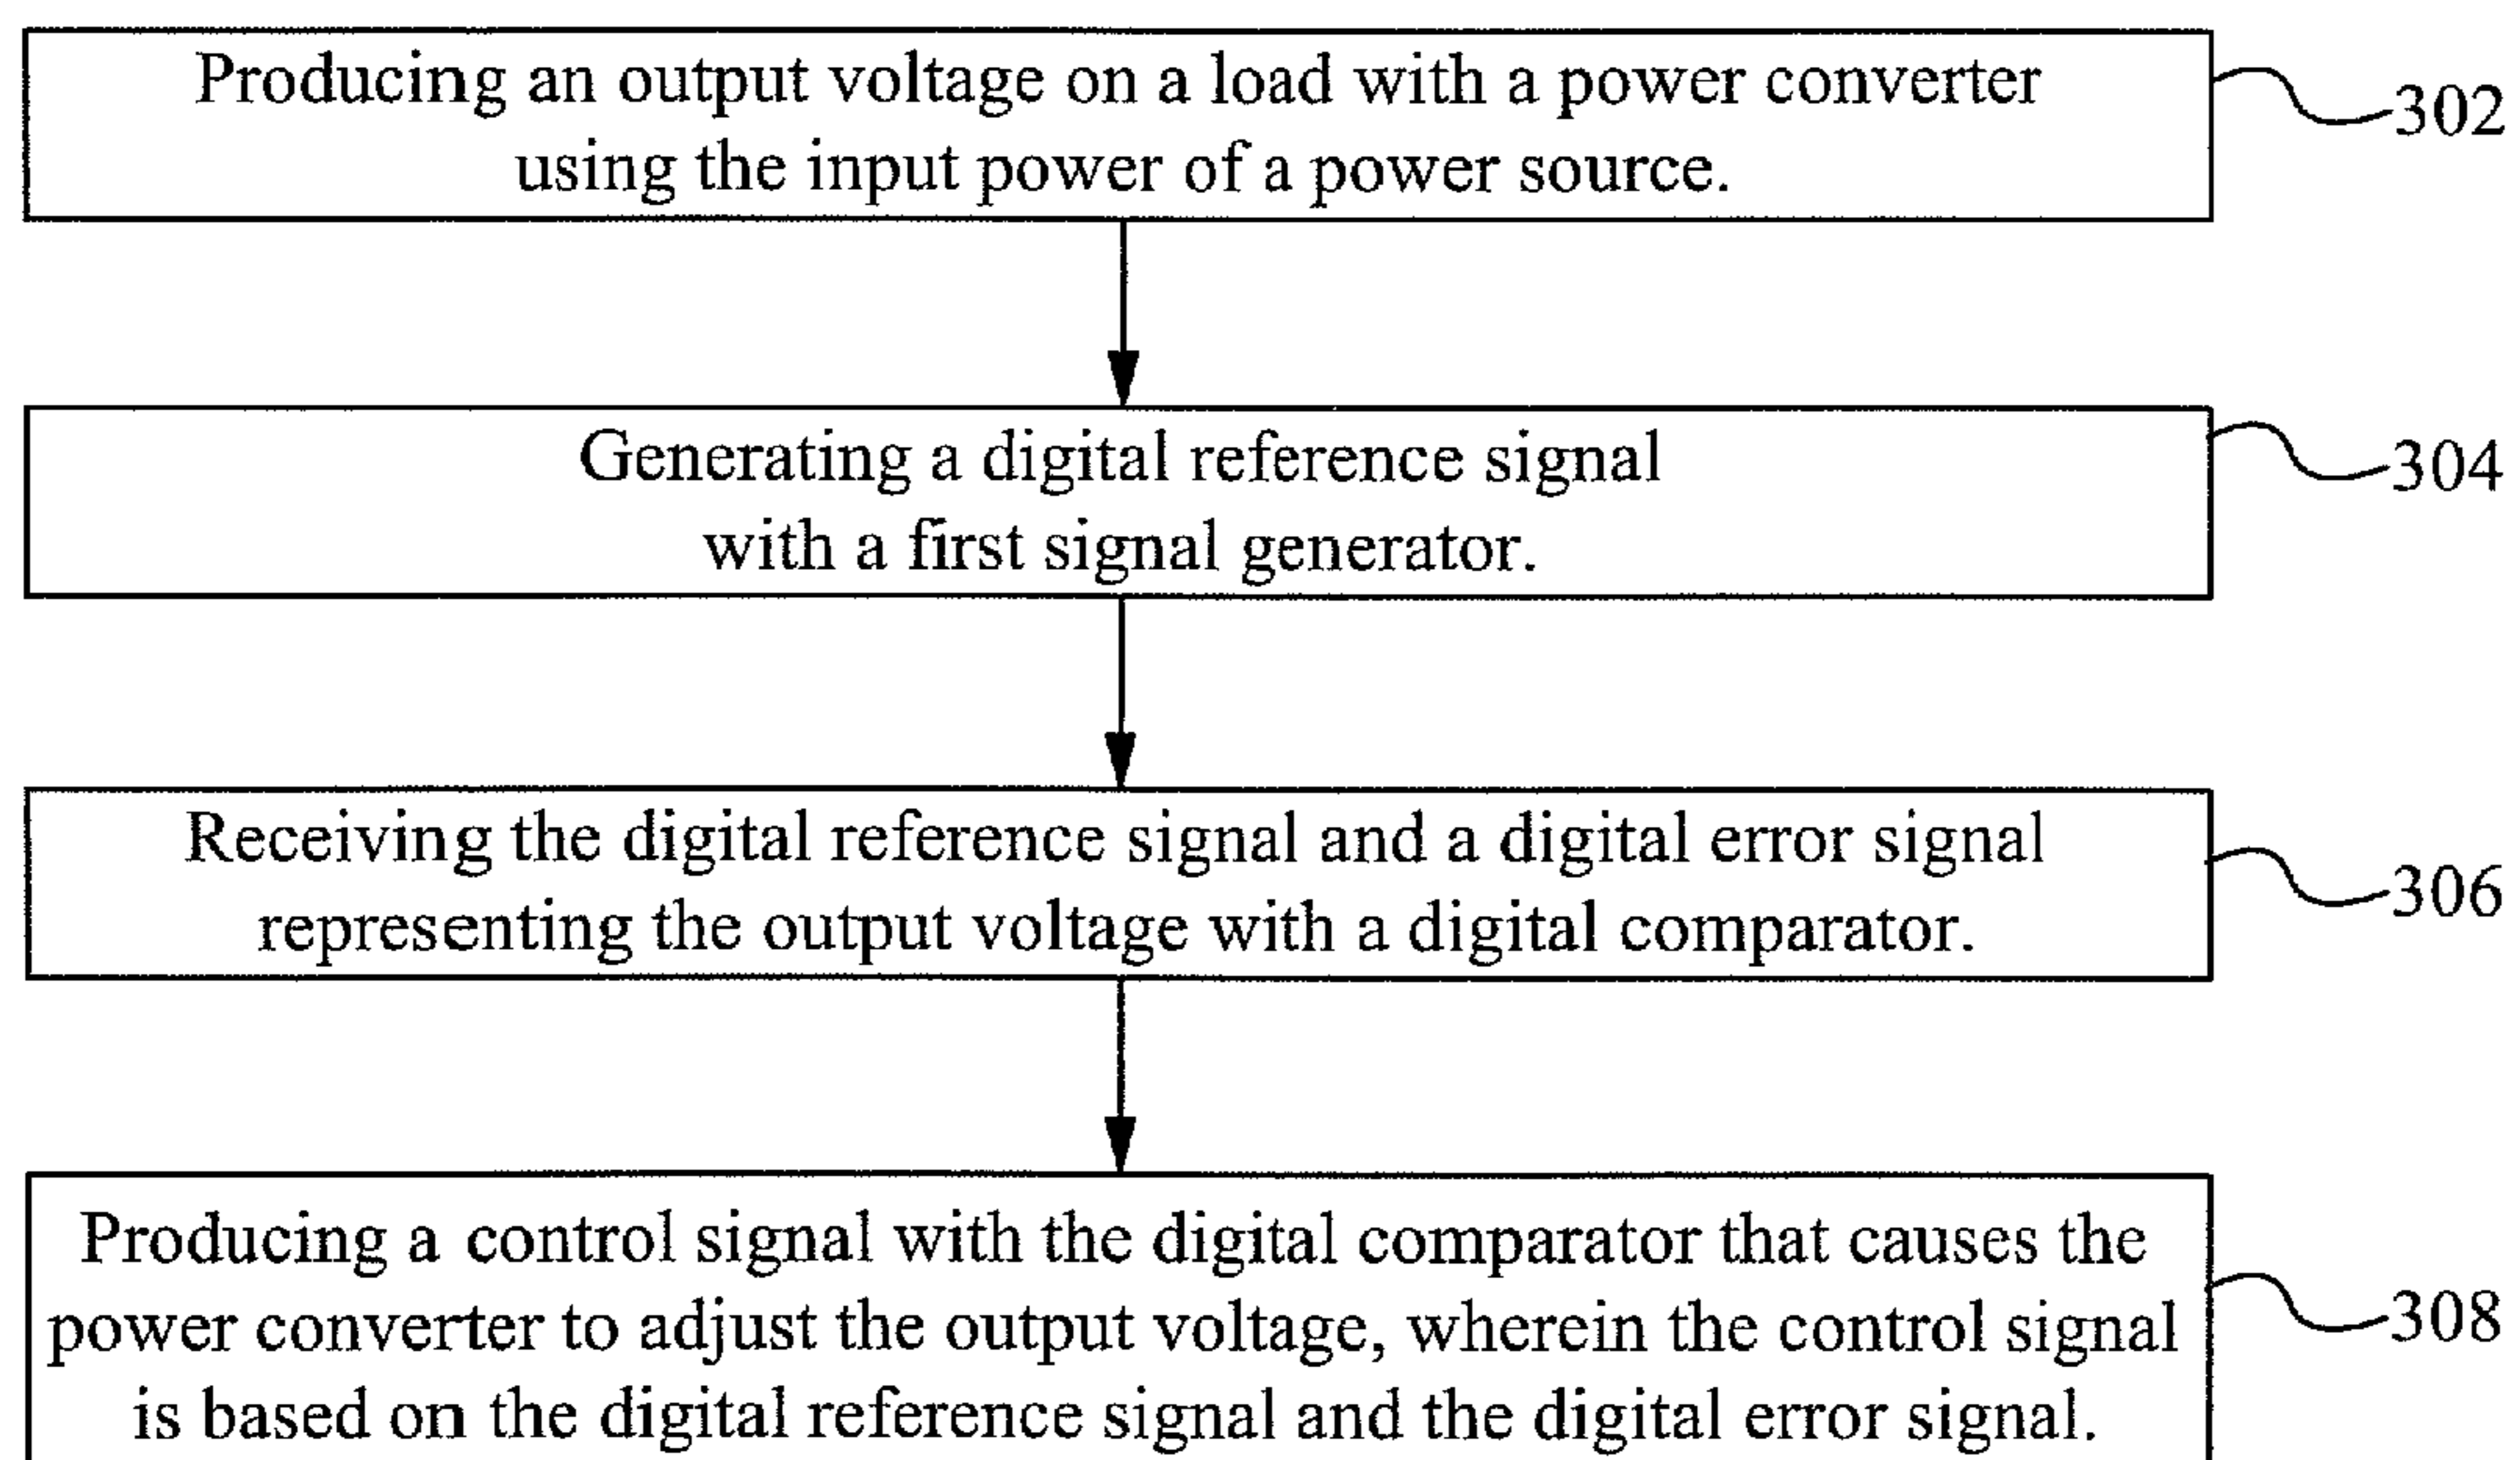 Producing an output voltage on a load with a power converter
using the input power of a power source.
302
Generating a digital reference signal
with a first signal generator.
304
Receiving the digital reference signal and a digital error signal
representing the output voltage with a digital comparator.
306
Producing a control signal with the digital comparator that causes the
power converter to adjust the output voltage, wherein the control signal
is based on the digital reference signal and the digital error signal.
308